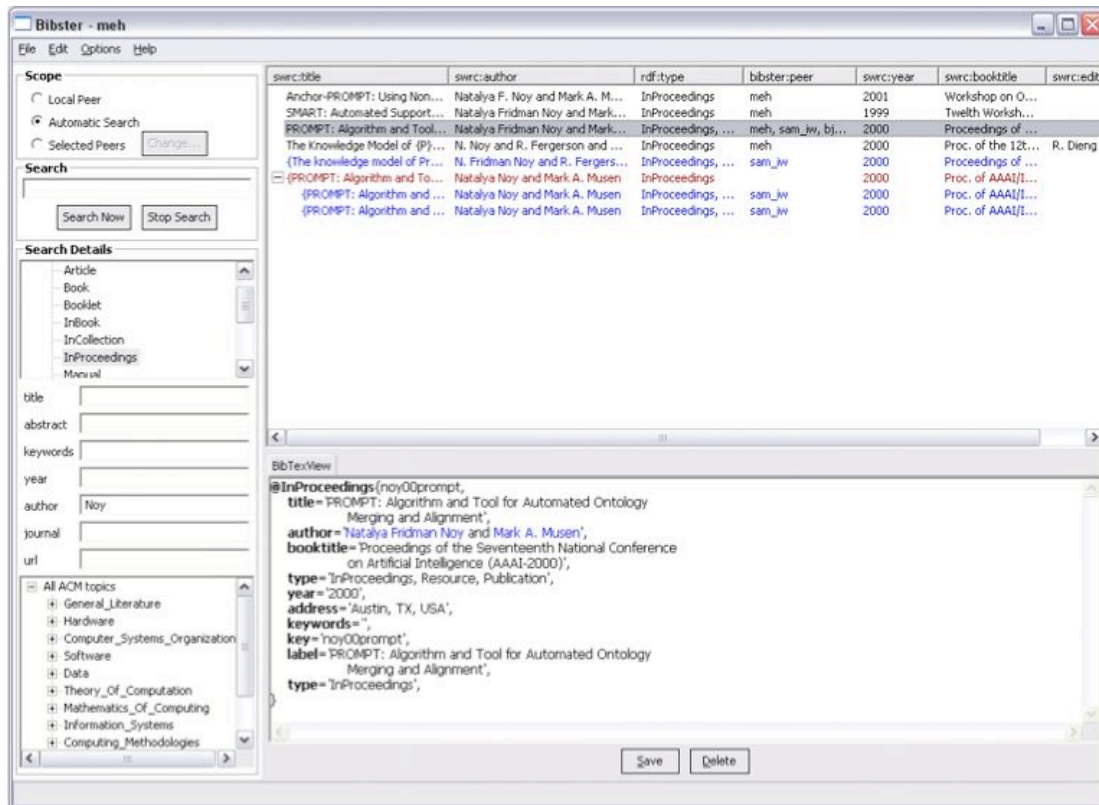 Bibster - meh
File Edit Options Help
Scope
Local Peer
Automatic Search
Selected Peers Change...
Search
Search Now Stop Search
Search Details
Article
Book
Booklet
InBook
InCollection
InProceedings
Manual
title
abstract
keywords
year
author Noy
journal
url
All ACM topics
General_Literature
Hardware
Computer_Systems_Organization
Software
Data
Theory_Of_Computation
Mathematics_Of_Computing
Information_Systems
Computing_Methodologies
swrc:title swrc:author rdf:type bibster:peer swrc:year swrc:booktitle swrc:edit
Anchor-PROMPT: Using Non... Natalya F. Noy and Mark A. M... InProceedings meh 2001 Workshop on O...
SMART: Automated Support... Natalya Fridman Noy and Mark... InProceedings meh 1999 Twelth Worksh...
PROMPT: Algorithm and Tool... Natalya Fridman Noy and Mark... InProceedings, ... meh, sam_iw, bj... 2000 Proceedings of ...
The Knowledge Model of {P}... N. Noy and R. Fergerson and ... InProceedings meh 2000 Proc. of the 12t... R. Dieng
{The knowledge model of Pr... N. Fridman Noy and R. Fergers... InProceedings, ... sam_iw 2000 Proceedings of ...
{PROMPT: Algorithm and To... Natalya Noy and Mark A. Musen InProceedings 2000 Proc. of AAAI/I...
{PROMPT: Algorithm and ... Natalya Noy and Mark A. Musen InProceedings, ... sam_iw 2000 Proc. of AAAI/I...
{PROMPT: Algorithm and ... Natalya Noy and Mark A. Musen InProceedings, ... sam_iw 2000 Proc. of AAAI/I...
BibTexView
@InProceedings{noy00prompt,
title='PROMPT: Algorithm and Tool for Automated Ontology
Merging and Alignment',
author='Natalya Fridman Noy and Mark A. Musen',
booktitle='Proceedings of the Seventeenth National Conference
on Artificial Intelligence (AAAI-2000)',
type='InProceedings, Resource, Publication',
year='2000',
address='Austin, TX, USA',
keywords='',
key='noy00prompt',
label='PROMPT: Algorithm and Tool for Automated Ontology
Merging and Alignment',
type='InProceedings',
}
Save Delete